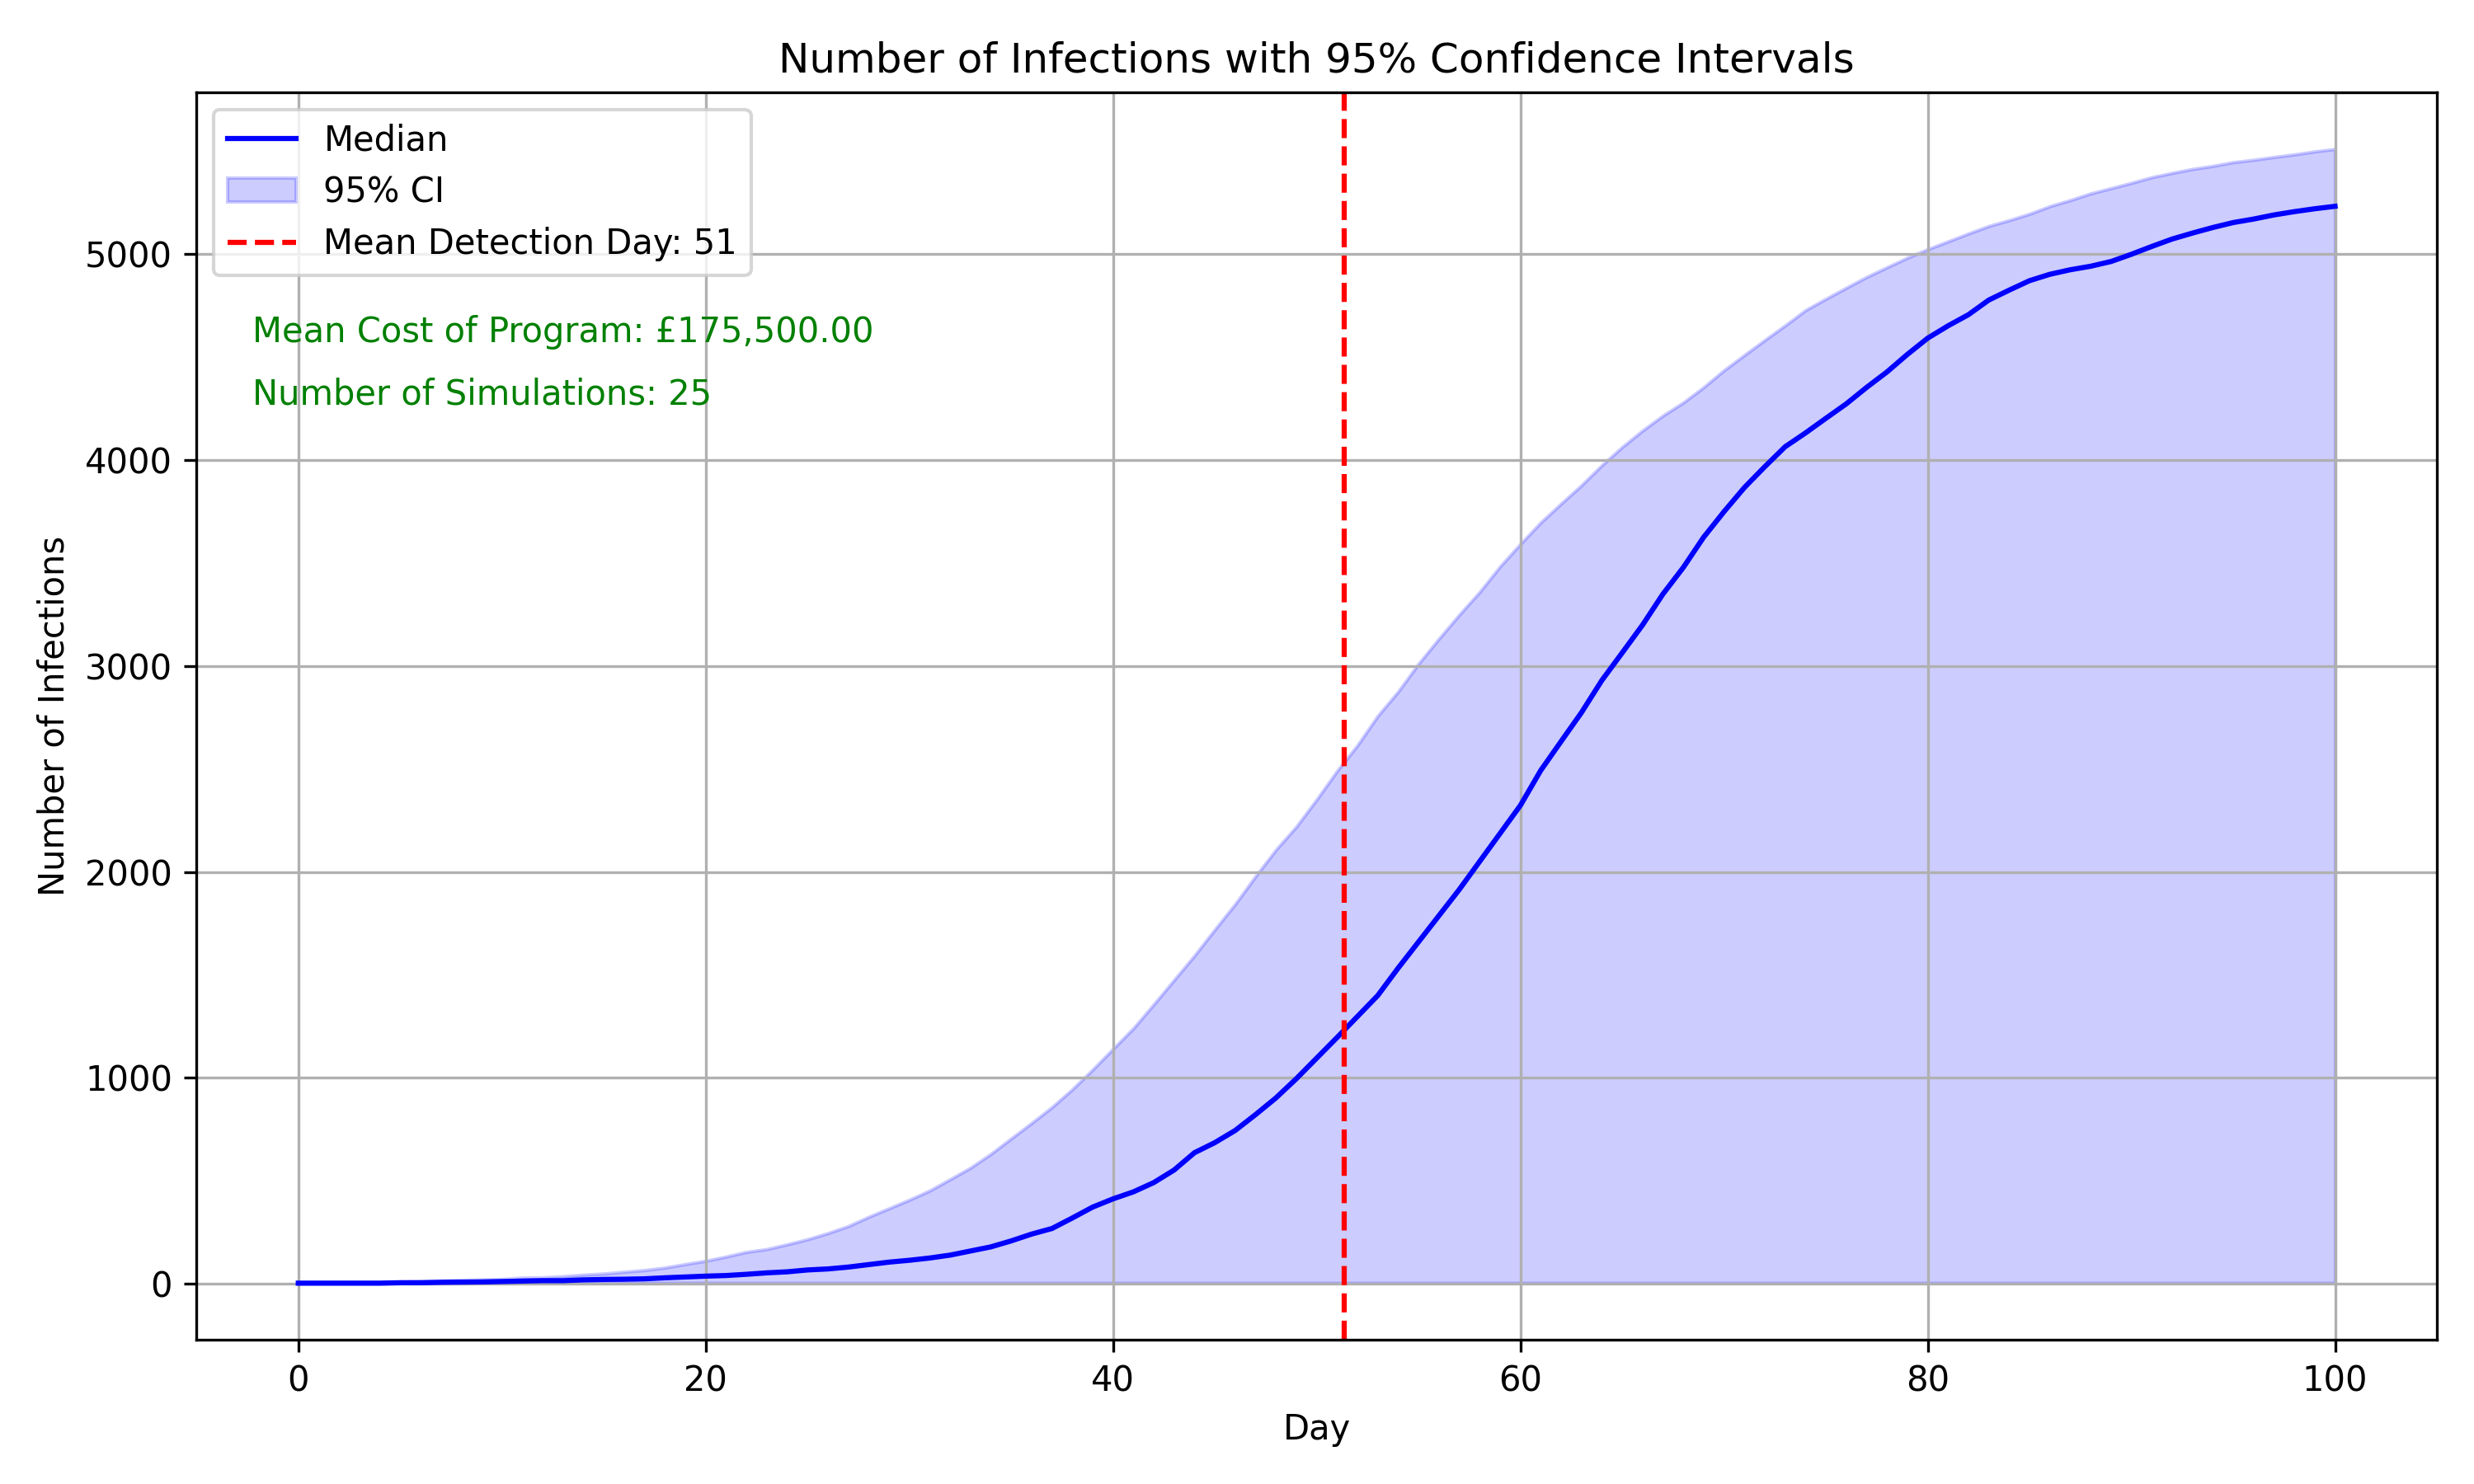 Number of Infections with 95% Confidence Intervals
Median
95% CI
Mean Detection Day: 51
Mean Cost of Program: £175,500.00
Number of Simulations: 25
Number of Infections
5000
4000
3000
2000
1000
0
0 20 40 60 80 100
Day